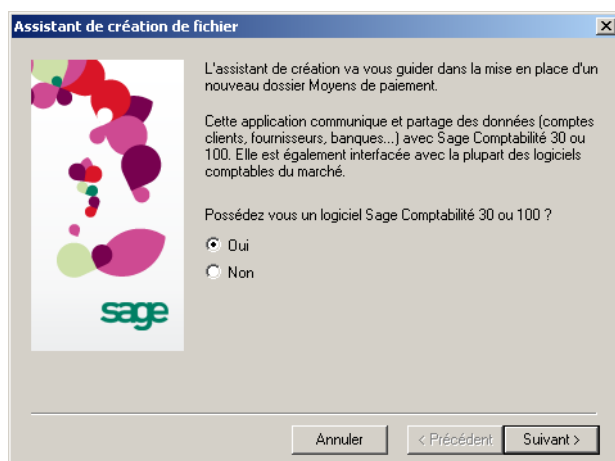 Assistant de création de fichier
L'assistant de création va vous guider dans la mise en place d'un
nouveau dossier Moyens de paiement.
Cette application communique et partage des données (comptes
clients, fournisseurs, banques...) avec Sage Comptabilité 30 ou
100. Elle est également interfacée avec la plupart des logiciels
comptables du marché.
Possédez vous un logiciel Sage Comptabilité 30 ou 100 ?
Oui
Non
sage
Annuler
< Précédent
Suivant >